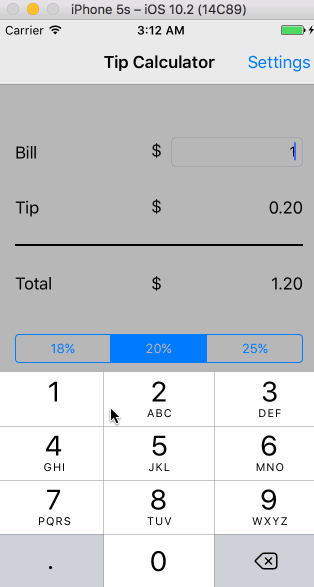 iPhone 5s – iOS 10.2 (14C89)
Carrier 3:12 AM
Tip Calculator Settings
Bill $ 1
Tip $ 0.20
Total $ 1.20
18% 20% 25%
1 2 3
ABC DEF
4 5 6
GHI JKL MNO
7 8 9
PQRS TUV WXYZ
. 0